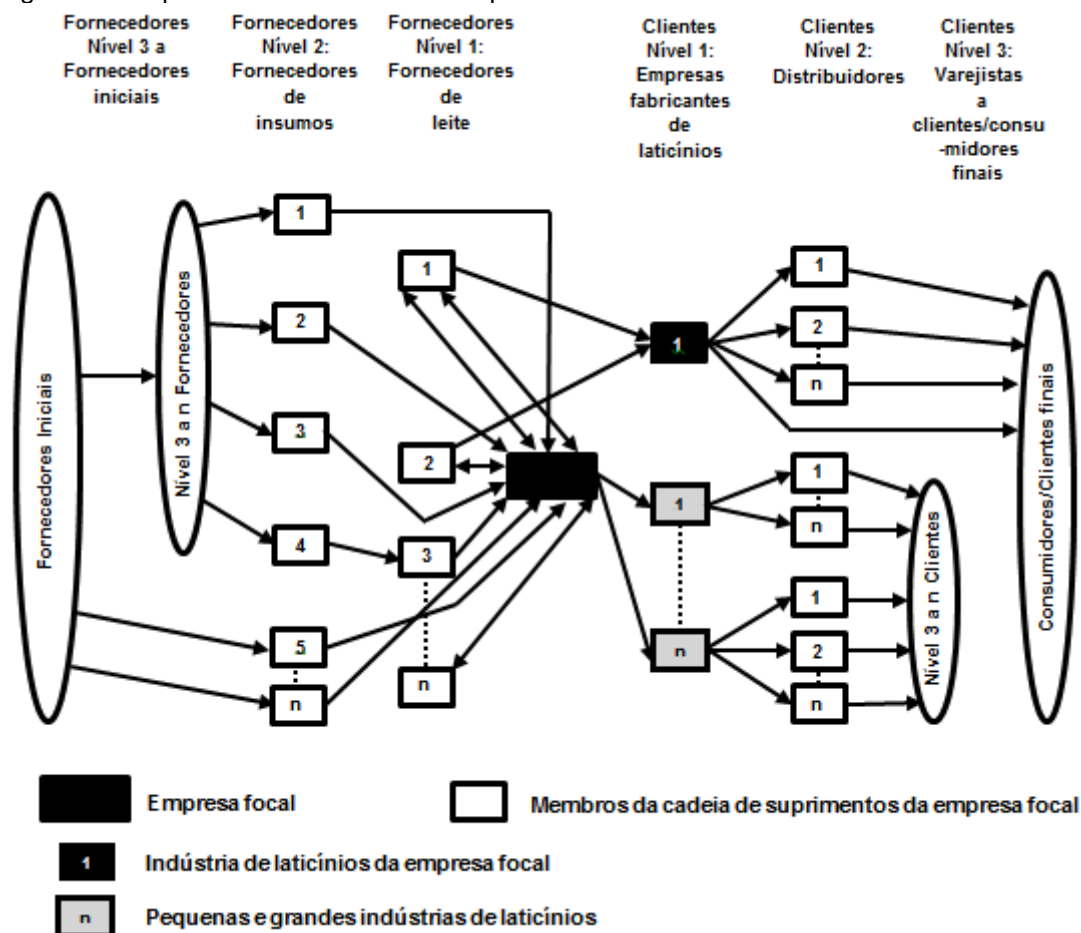 Fornecedores
Nível 3 a
Fornecedores
iniciais
Fornecedores
Nível 2:
Fornecedores
de
insumos
Fornecedores
Nível 1:
Fornecedores
de
leite
Clientes
Nível 1:
Empresas
fabricantes
de
laticínios
Clientes
Nível 2:
Distribuidores
Clientes
Nível 3:
Varejistas
a
clientes/consu
-midores
finais
Fornecedores Iniciais
Nível 3 a n Fornecedores
1
2
3
4
5
n
1
2
3
n
1
1
n
1
2
n
1
n
1
2
n
Nível 3 a n Clientes
Consumidores/Clientes finais
Empresa focal
Membros da cadeia de suprimentos da empresa focal
1
Indústria de laticínios da empresa focal
n
Pequenas e grandes indústrias de laticínios